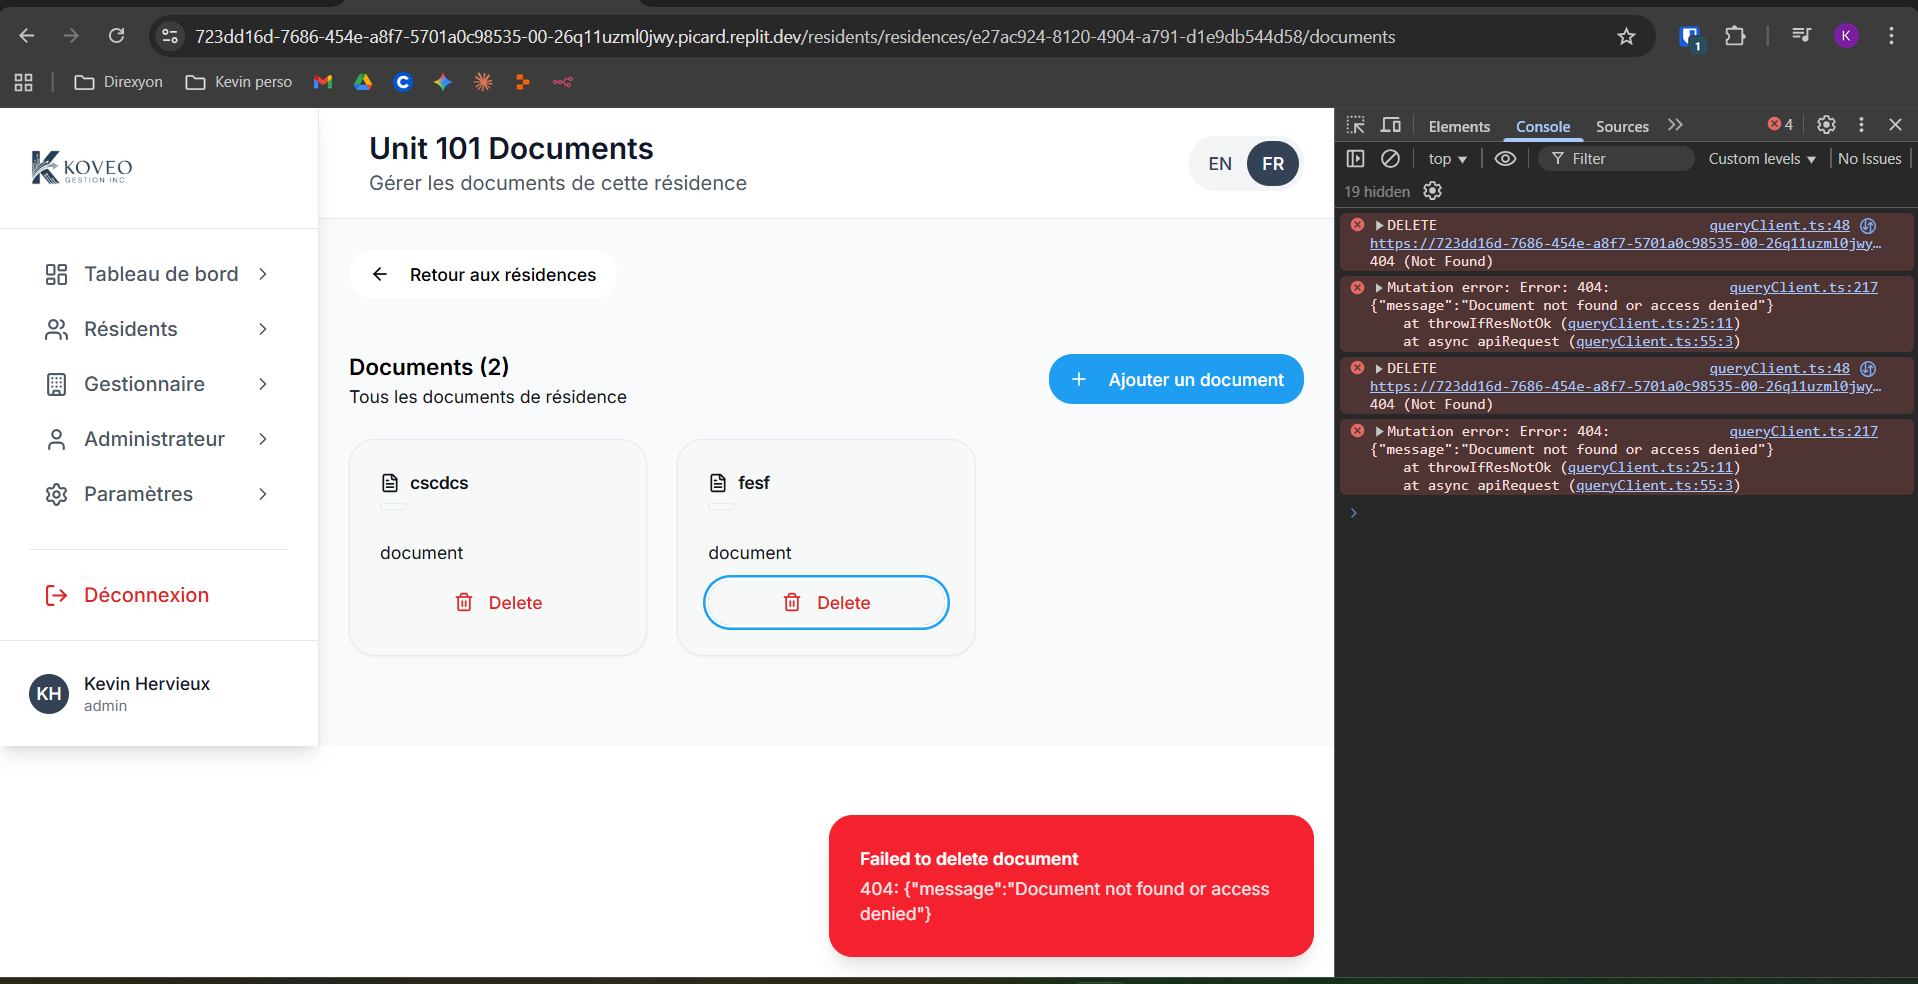 723dd16d-7686-454e-a8f7-5701a0c98535-00-26q11uzml0jwy.picard.replit.dev/residents/residences/e27ac924-8120-4904-a791-d1e9db544d58/documents
1
K
Direxyon
Kevin perso
KOVEO
GESTION INC.
Unit 101 Documents
Gérer les documents de cette résidence
EN
FR
Tableau de bord
Résidents
Gestionnaire
Administrateur
Paramètres
Déconnexion
KH
Kevin Hervieux
admin
Retour aux résidences
Documents (2)
Tous les documents de résidence
Ajouter un document
cscdcs
document
Delete
fesf
document
Delete
Failed to delete document
404: {"message":"Document not found or access
denied"}
Elements
Console
Sources
4
top
Filter
Custom levels
No Issues
19 hidden
DELETE queryClient.ts:48
https://723dd16d-7686-454e-a8f7-5701a0c98535-00-26q11uzml0jwy…
404 (Not Found)
Mutation error: Error: 404: queryClient.ts:217
{"message":"Document not found or access denied"}
at throwIfResNotOk (queryClient.ts:25:11)
at async apiRequest (queryClient.ts:55:3)
DELETE queryClient.ts:48
https://723dd16d-7686-454e-a8f7-5701a0c98535-00-26q11uzml0jwy…
404 (Not Found)
Mutation error: Error: 404: queryClient.ts:217
{"message":"Document not found or access denied"}
at throwIfResNotOk (queryClient.ts:25:11)
at async apiRequest (queryClient.ts:55:3)